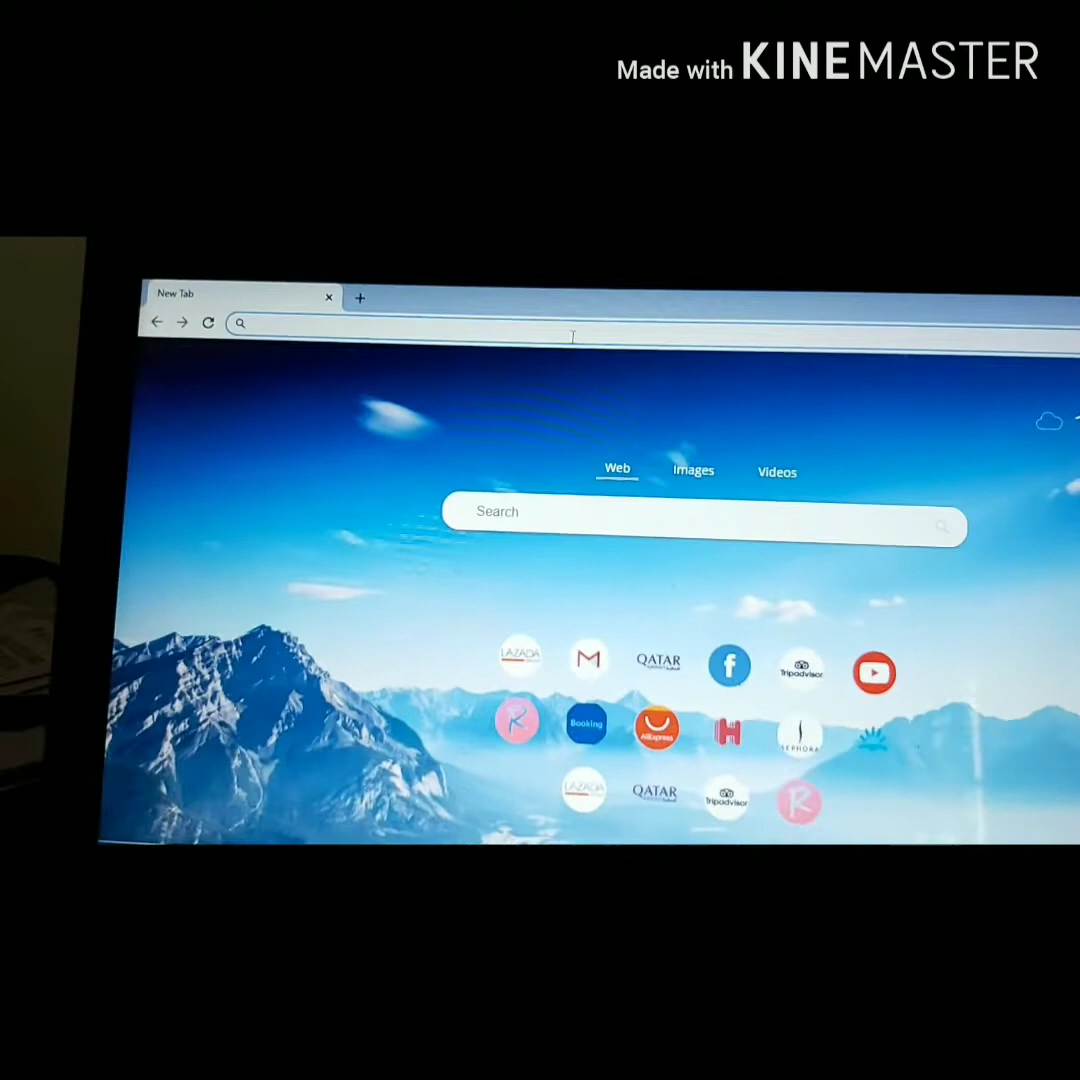 Made with KINEMASTER
New Tab
Web Images Videos
Search
LAZADA QATAR Tripadvisor
Booking AliExpress SEPHORA
LAZADA QATAR Tripadvisor